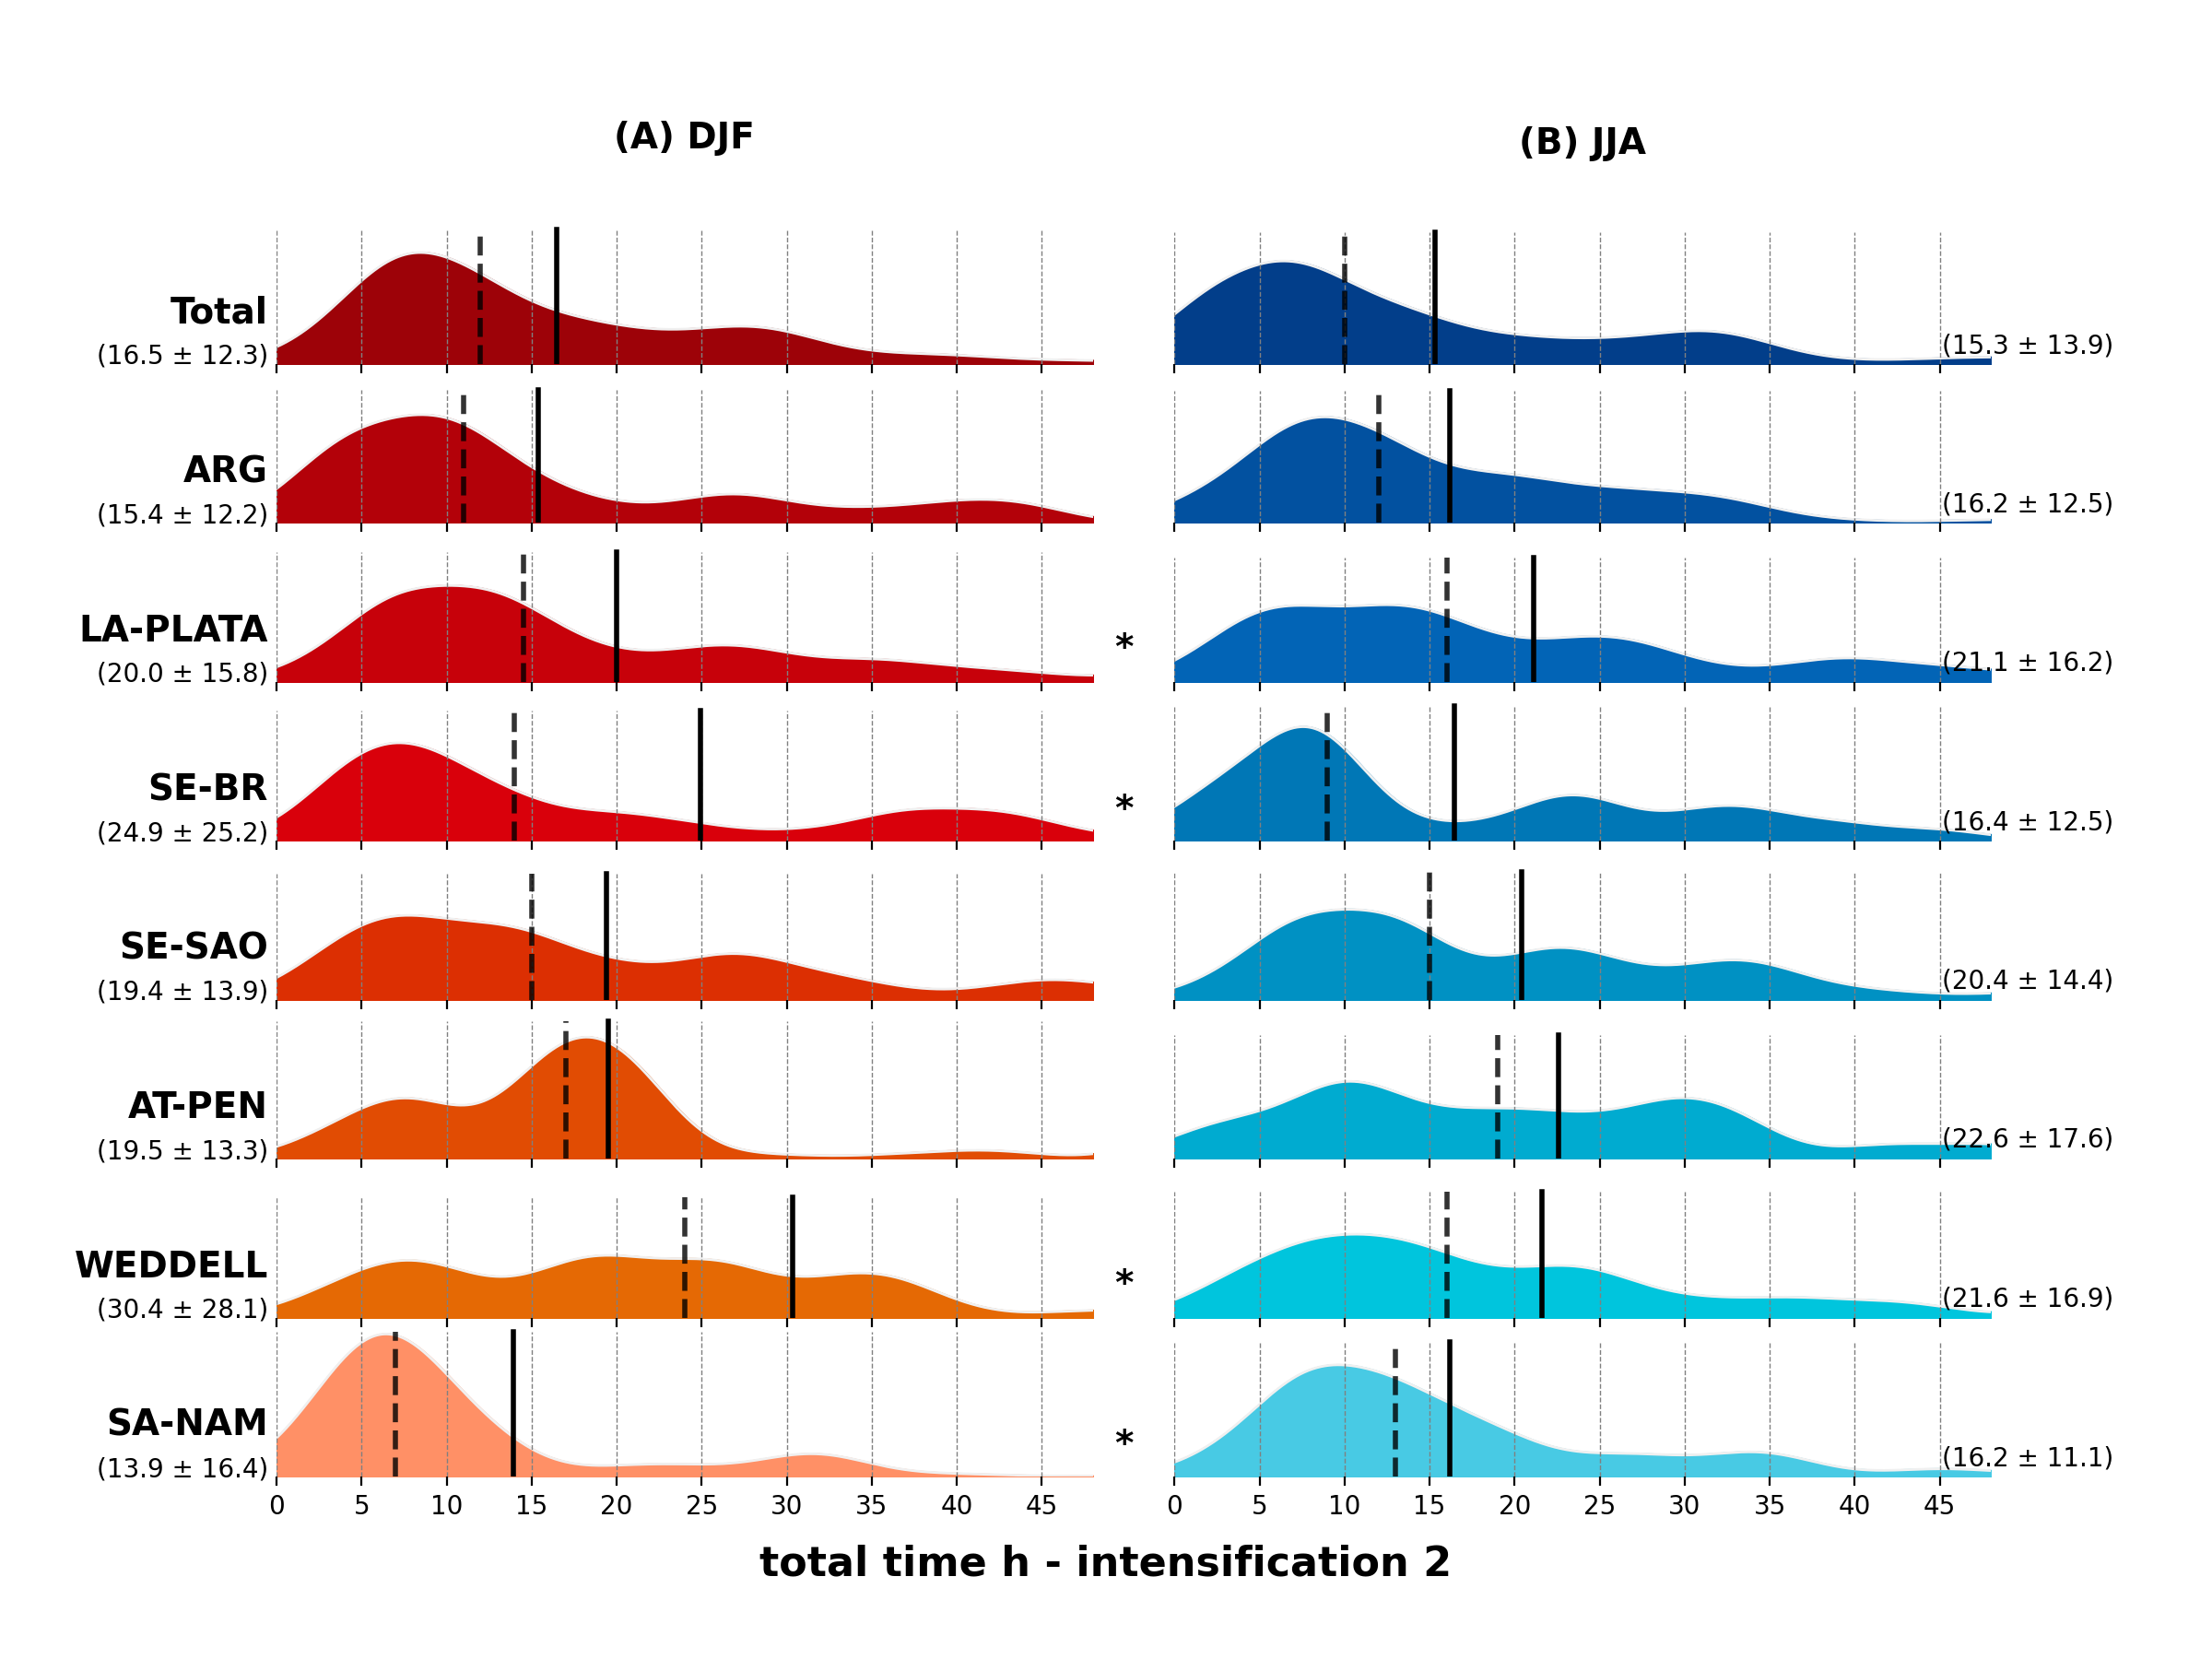 (A) DJF
(B) JJA
Total
(16.5 ± 12.3)
(15.3 ± 13.9)
ARG
(15.4 ± 12.2)
(16.2 ± 12.5)
LA-PLATA
(20.0 ± 15.8)
*
(21.1 ± 16.2)
SE-BR
(24.9 ± 25.2)
*
(16.4 ± 12.5)
SE-SAO
(19.4 ± 13.9)
(20.4 ± 14.4)
AT-PEN
(19.5 ± 13.3)
(22.6 ± 17.6)
WEDDELL
(30.4 ± 28.1)
*
(21.6 ± 16.9)
SA-NAM
(13.9 ± 16.4)
*
(16.2 ± 11.1)
0 5 10 15 20 25 30 35 40 45
0 5 10 15 20 25 30 35 40 45
total time h - intensification 2